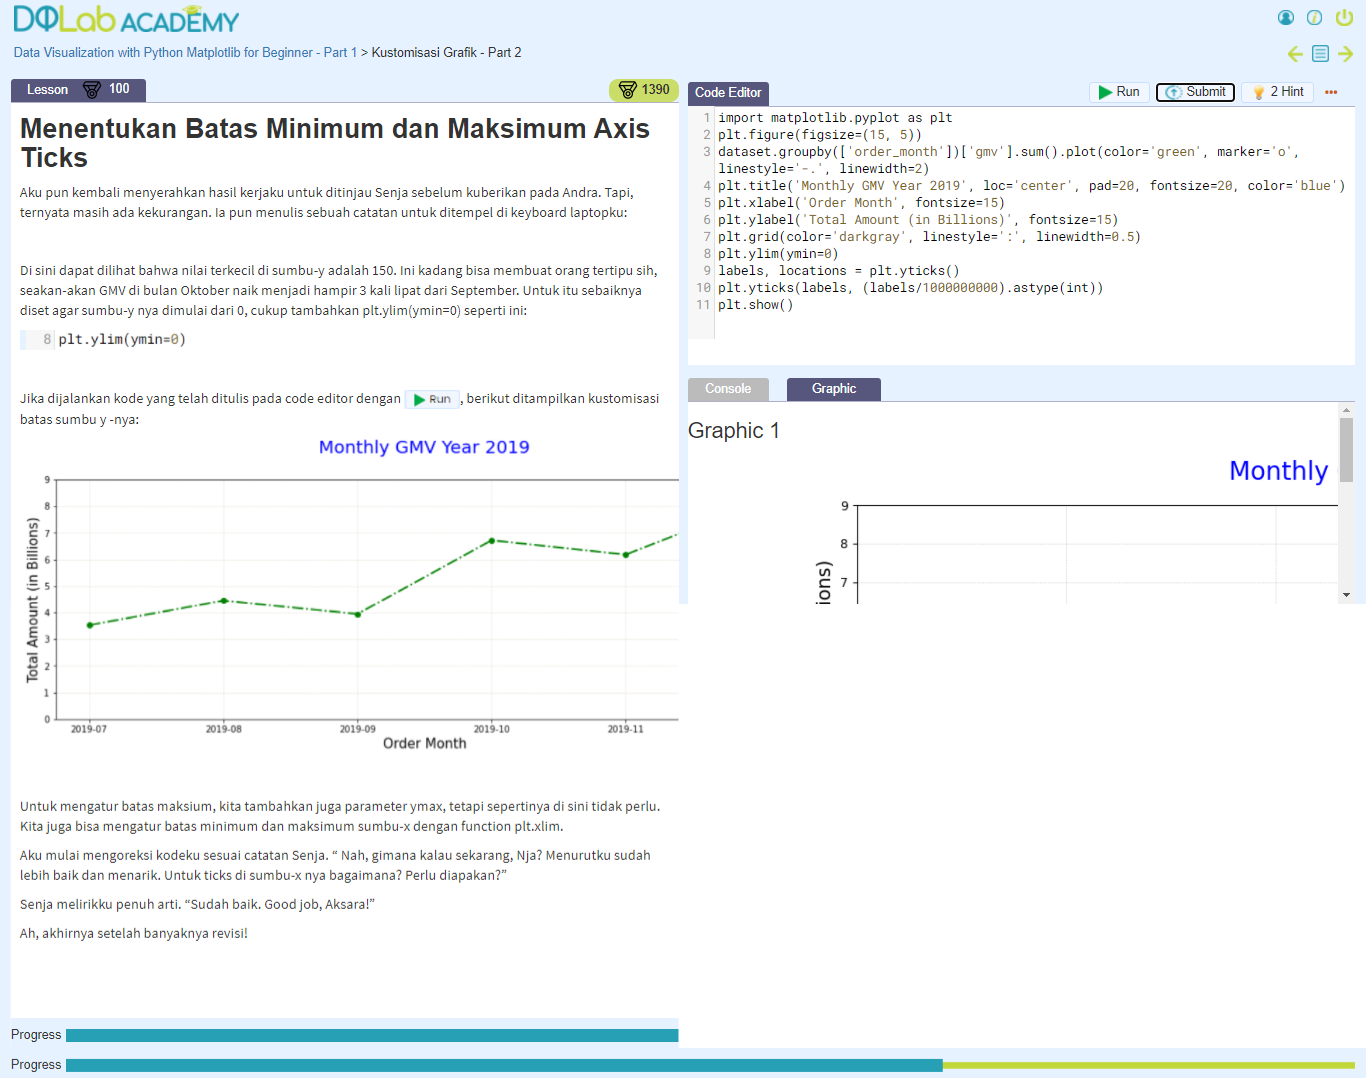 DQLab ACADEMY
Data Visualization with Python Matplotlib for Beginner - Part 1 > Kustomisasi Grafik - Part 2
Lesson 100
1390
Menentukan Batas Minimum dan Maksimum Axis
Ticks
Aku pun kembali menyerahkan hasil kerjaku untuk ditinjau Senja sebelum kuberikan pada Andra. Tapi,
ternyata masih ada kekurangan. Ia pun menulis sebuah catatan untuk ditempel di keyboard laptopku:
Di sini dapat dilihat bahwa nilai terkecil di sumbu-y adalah 150. Ini kadang bisa membuat orang tertipu sih,
seakan-akan GMV di bulan Oktober naik menjadi hampir 3 kali lipat dari September. Untuk itu sebaiknya
diset agar sumbu-y nya dimulai dari 0, cukup tambahkan plt.ylim(ymin=0) seperti ini:
8 plt.ylim(ymin=0)
Jika dijalankan kode yang telah ditulis pada code editor dengan Run, berikut ditampilkan kustomisasi
batas sumbu y -nya:
Monthly GMV Year 2019
Total Amount (in Billions)
9
8
7
6
5
4
3
2
1
0
2019-07 2019-08 2019-09 2019-10 2019-11
Order Month
Untuk mengatur batas maksium, kita tambahkan juga parameter ymax, tetapi sepertinya di sini tidak perlu.
Kita juga bisa mengatur batas minimum dan maksimum sumbu-x dengan function plt.xlim.
Aku mulai mengoreksi kodeku sesuai catatan Senja. “ Nah, gimana kalau sekarang, Nja? Menurutku sudah
lebih baik dan menarik. Untuk ticks di sumbu-x nya bagaimana? Perlu diapakan?”
Senja melirikku penuh arti. “Sudah baik. Good job, Aksara!”
Ah, akhirnya setelah banyaknya revisi!
Progress
Progress
Code Editor
Run Submit 2 Hint
1 import matplotlib.pyplot as plt
2 plt.figure(figsize=(15, 5))
3 dataset.groupby(['order_month'])['gmv'].sum().plot(color='green', marker='o',
linestyle='-.', linewidth=2)
4 plt.title('Monthly GMV Year 2019', loc='center', pad=20, fontsize=20, color='blue')
5 plt.xlabel('Order Month', fontsize=15)
6 plt.ylabel('Total Amount (in Billions)', fontsize=15)
7 plt.grid(color='darkgray', linestyle=':', linewidth=0.5)
8 plt.ylim(ymin=0)
9 labels, locations = plt.yticks()
10 plt.yticks(labels, (labels/1000000000).astype(int))
11 plt.show()
Console Graphic
Graphic 1
Monthly
9
8
7
ions)